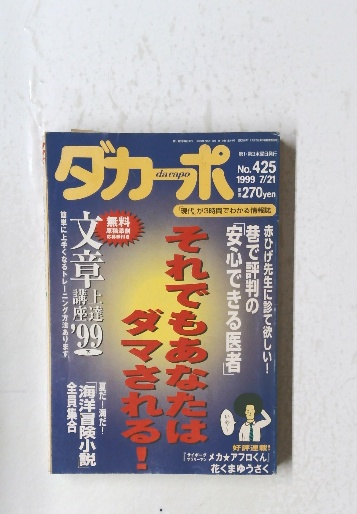 ダカーポ
da capo
No.425
1999 7/21
270yen
「現代」が3時間でわかる情報誌
赤ひげ先生に診て欲しい!
巷で評判の
「安心できる医者」
それでもあなたは
ダマされる!
無料
文章上達講座'99
簡単に上手くなるトレーニング方法あります
夏だ!海だ!
「海洋冒険小説」
全員集合
好評連載!
メカ★アフロくん」
花くまゆうさく